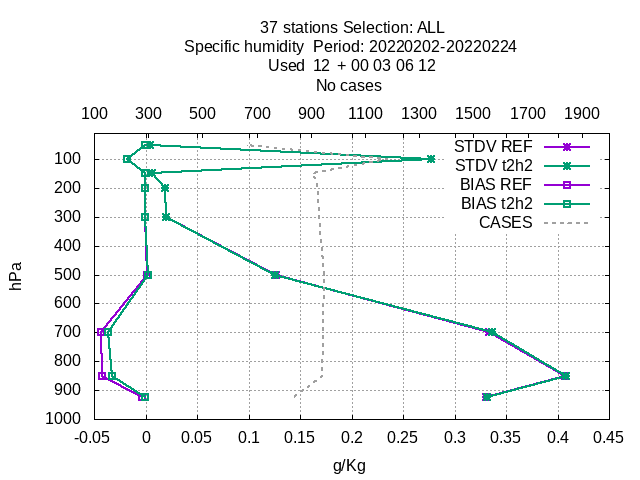 37 stations Selection: ALL
Specific humidity  Period: 20220202-20220224
Used  12  + 00 03 06 12
No cases
100 300 500 700 900 1100 1300 1500 1700 1900
STDV REF
STDV t2h2
BIAS REF
BIAS t2h2
CASES
hPa
100
200
300
400
500
600
700
800
900
1000
-0.05 0 0.05 0.1 0.15 0.2 0.25 0.3 0.35 0.4 0.45
g/Kg